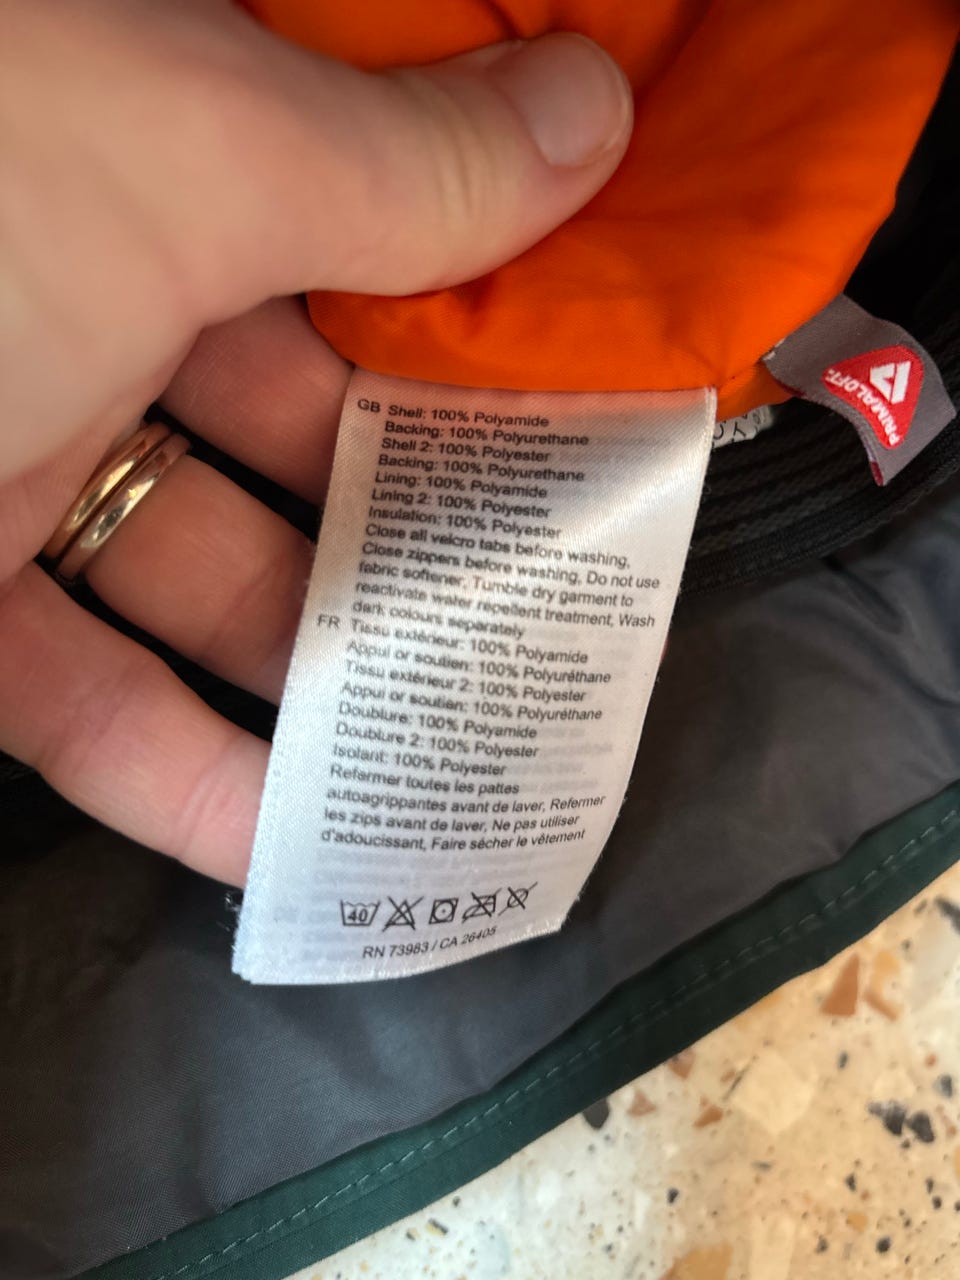 GB Shell: 100% Polyamide
Backing: 100% Polyurethane
Shell 2: 100% Polyester
Backing: 100% Polyurethane
Lining: 100% Polyamide
Lining 2: 100% Polyester
Insulation: 100% Polyester
Close all velcro tabs before washing,
Close zippers before washing, Do not use
fabric softener, Tumble dry garment to
reactivate water repellent treatment, Wash
dark colours separately
FR Tissu extérieur: 100% Polyamide
Appui or soutien: 100% Polyuréthane
Tissu extérieur 2: 100% Polyester
Appui or soutien: 100% Polyuréthane
Doublure: 100% Polyamide
Doublure 2: 100% Polyester
Isolant: 100% Polyester
Refermer toutes les pattes
autoagrippantes avant de laver, Refermer
les zips avant de laver, Ne pas utiliser
d'adoucissant, Faire sécher le vêtement
40
RN 73983 / CA 26405
PRIMALOFT